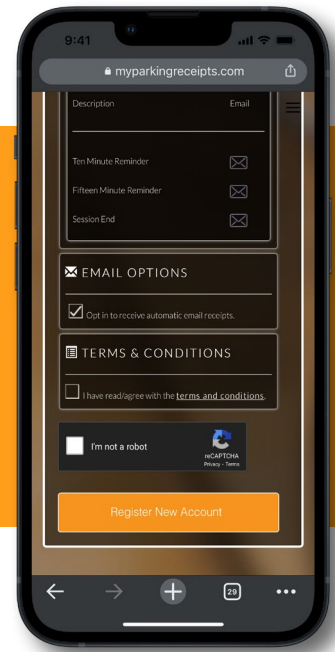 9:41
myparkingreceipts.com
Description Email
Ten Minute Reminder
Fifteen Minute Reminder
Session End
EMAIL OPTIONS
Opt in to receive automatic email receipts.
TERMS & CONDITIONS
I have read/agree with the terms and conditions.
I'm not a robot
reCAPTCHA
Privacy - Terms
Register New Account
29